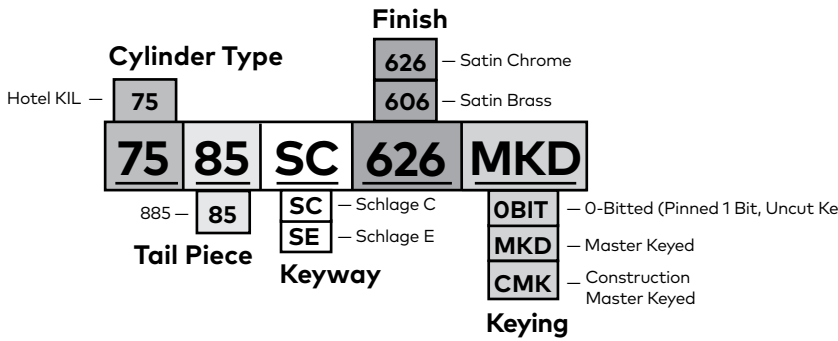 Finish
Cylinder Type
626 — Satin Chrome
Hotel KIL — 75
606 — Satin Brass
75 85 SC 626 MKD
885 — 85
SC — Schlage C
0BIT — 0-Bitted (Pinned 1 Bit, Uncut Ke
SE — Schlage E
MKD — Master Keyed
Tail Piece
Keyway
CMK — Construction
Master Keyed
Keying